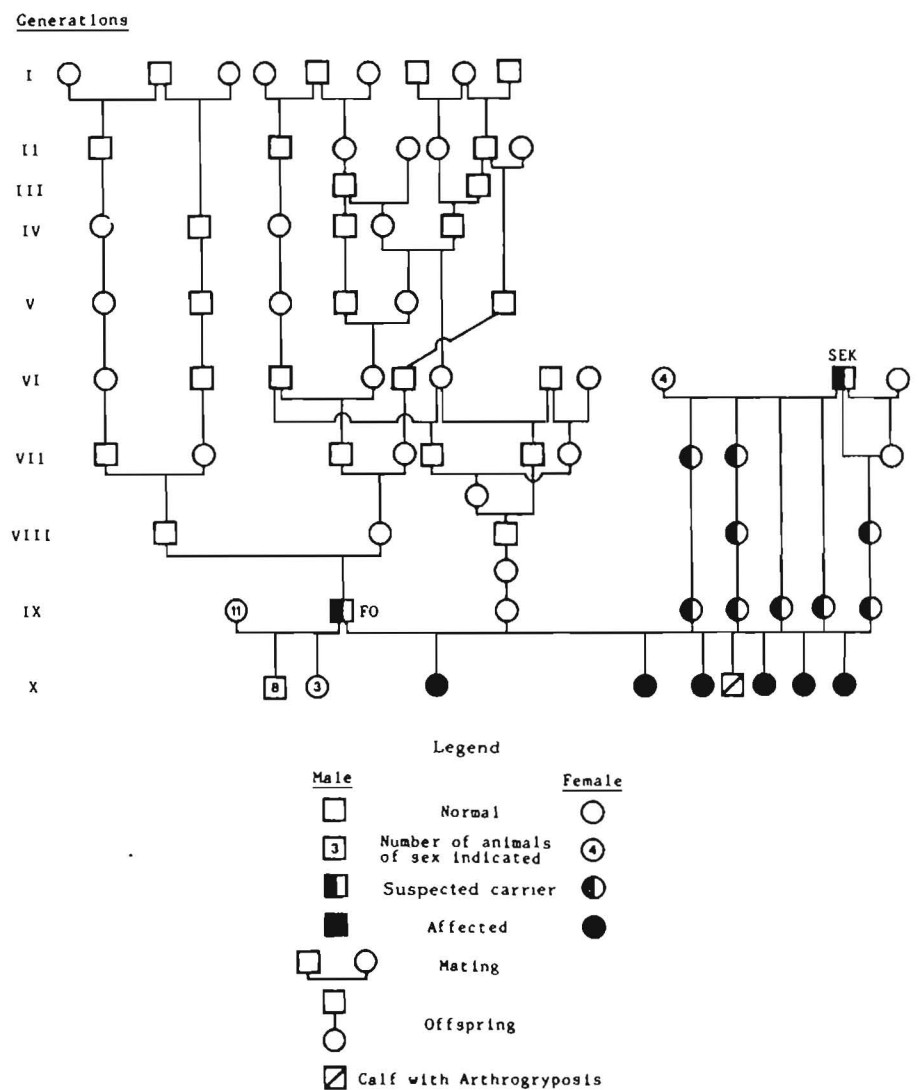 Generations
I
II
III
IV
V
VI
SEK
4
VII
VIII
IX
11
FO
X
8
3
Legend
Male
Female
Normal
3 Number of animals of sex indicated 4
Suspected carrier
Affected
Mating
Offspring
Calf with Arthrogryposis